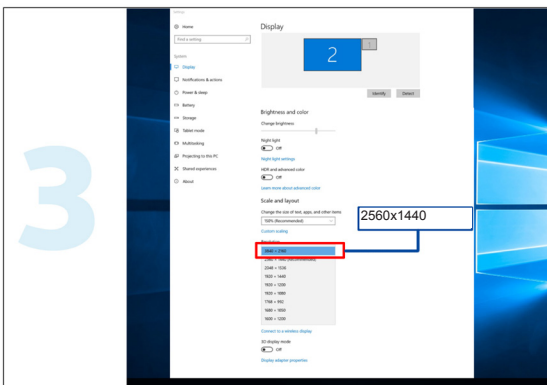 3
Home
Find a setting
System
Display
Notifications & actions
Power & sleep
Battery
Storage
Tablet mode
Multitasking
Projecting to this PC
Shared experiences
About
Display
2
1
Identify
Detect
Brightness and color
Change brightness
Night light
Off
Night light settings
HDR and advanced color
Off
Learn more about advanced color
Scale and layout
Change the size of text, apps, and other items
100% (Recommended)
Custom scaling
Resolution
2560x1440
2048 × 1536
1920 × 1440
1920 × 1200
1920 × 1080
1768 × 992
1680 × 1050
1600 × 1200
Connect to a wireless display
3D display mode
Off
Display adapter properties